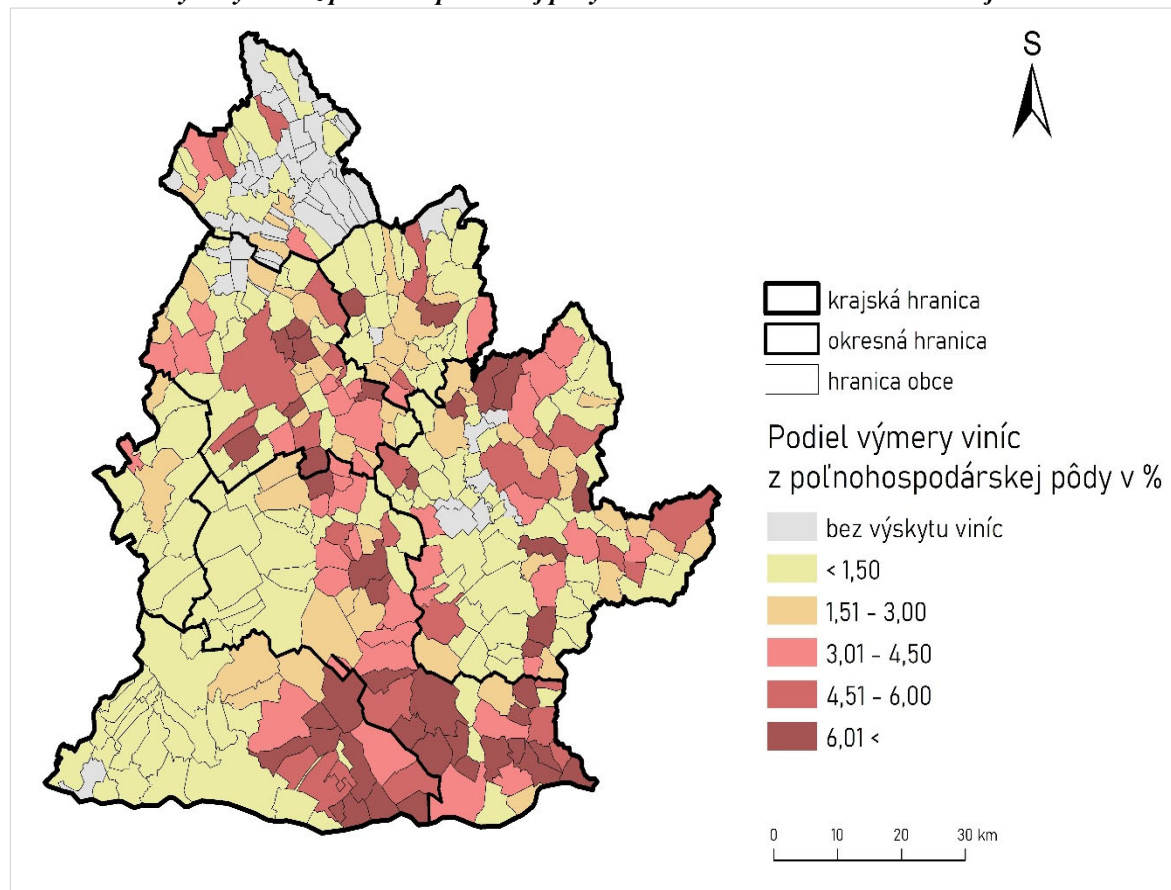 S
krajská hranica
okresná hranica
hranica obce
Podiel výmery viníc
z poľnohospodárskej pôdy v %
bez výskytu viníc
< 1,50
1,51 - 3,00
3,01 - 4,50
4,51 - 6,00
6,01 <
0 10 20 30 km